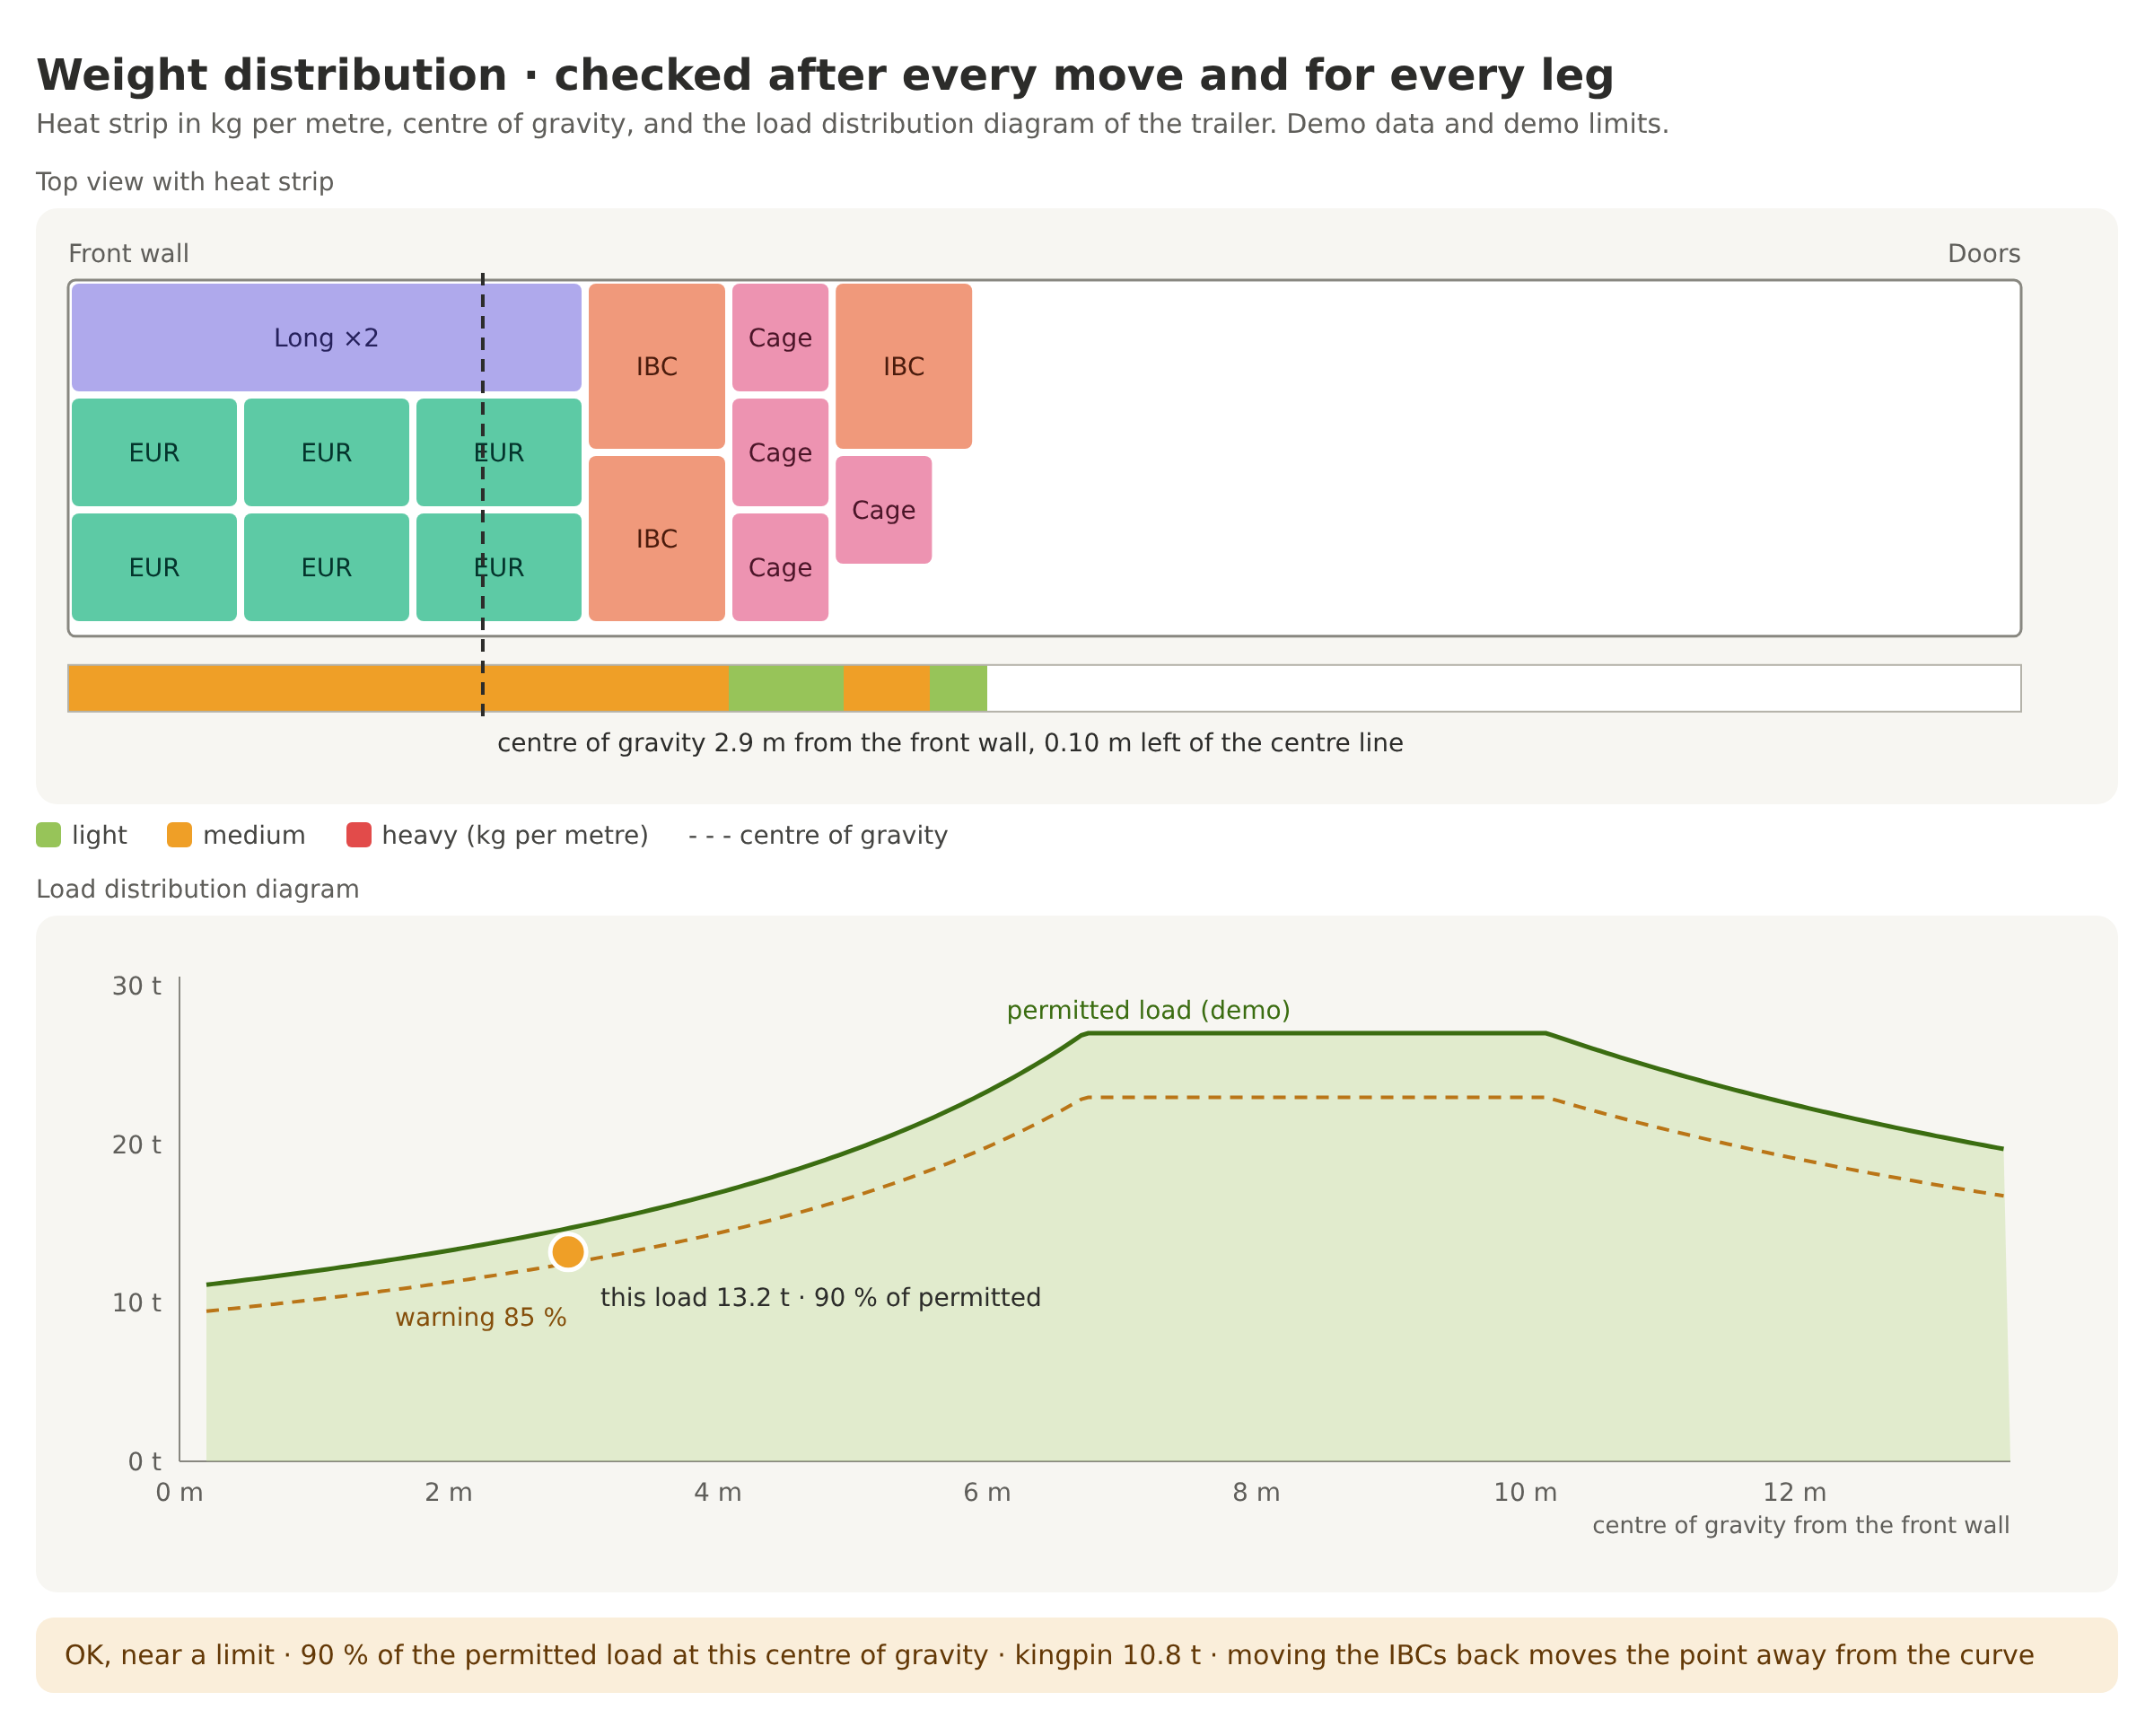 Weight distribution · checked after every move and for every leg
Heat strip in kg per metre, centre of gravity, and the load distribution diagram of the trailer. Demo data and demo limits.
Top view with heat strip
Front wall
Doors
Long ×2
IBC
Cage
IBC
EUR
EUR
EUR
Cage
Cage
IBC
EUR
EUR
EUR
Cage
centre of gravity 2.9 m from the front wall, 0.10 m left of the centre line
light
medium
heavy (kg per metre)
- - - centre of gravity
Load distribution diagram
30 t
permitted load (demo)
20 t
10 t
this load 13.2 t · 90 % of permitted
warning 85 %
0 t
0 m
2 m
4 m
6 m
8 m
10 m
12 m
centre of gravity from the front wall
OK, near a limit · 90 % of the permitted load at this centre of gravity · kingpin 10.8 t · moving the IBCs back moves the point away from the curve